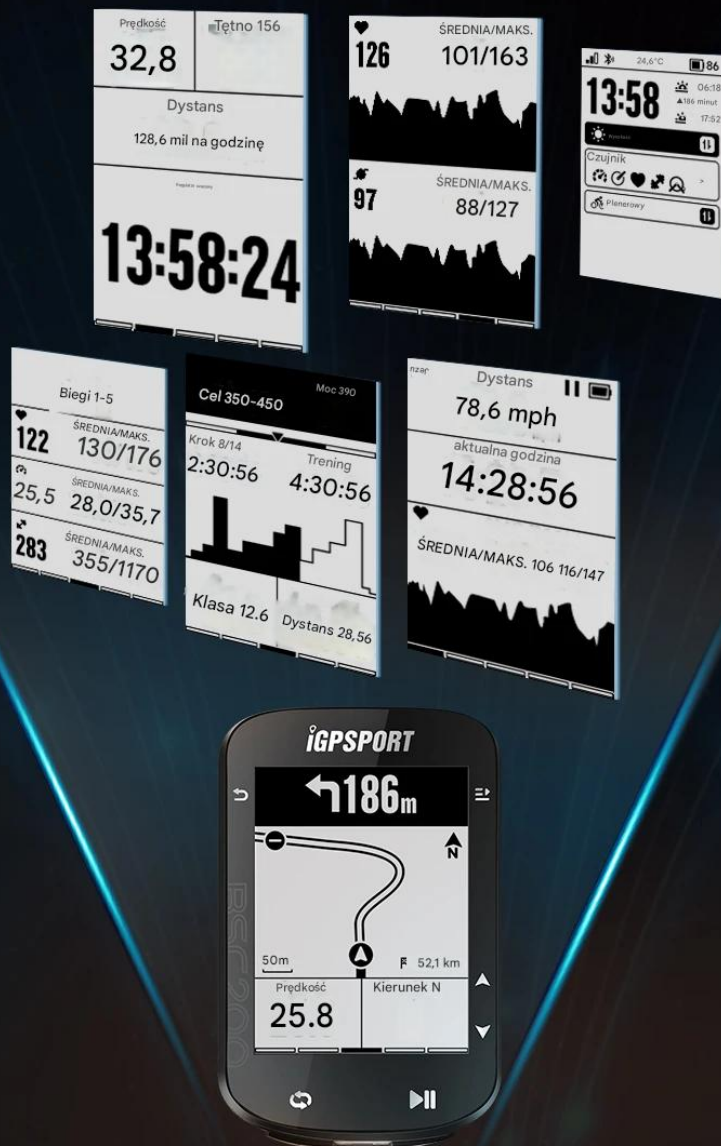 Prędkość
32,8
Tętno 156
Dystans
128,6 mil na godzinę
13:58:24
126
ŚREDNIA/MAKS.
101/163
97
ŚREDNIA/MAKS.
88/127
24,6°C
86
13:58
06:18
▲186 minut
17:52
Czujnik
>
Plenerowy
Biegi 1-5
122
ŚREDNIA/MAKS.
130/176
25,5
ŚREDNIA/MAKS.
28,0/35,7
283
ŚREDNIA/MAKS.
355/1170
Cel 350-450
Moc 390
Krok 8/14
2:30:56
Trening
4:30:56
Klasa 12.6
Dystans 28,56
Dystans
78,6 mph
aktualna godzina
14:28:56
ŚREDNIA/MAKS. 106 116/147
iGPSPORT
186m
N
50m
52,1 km
Prędkość
25.8
Kierunek N
BSC200